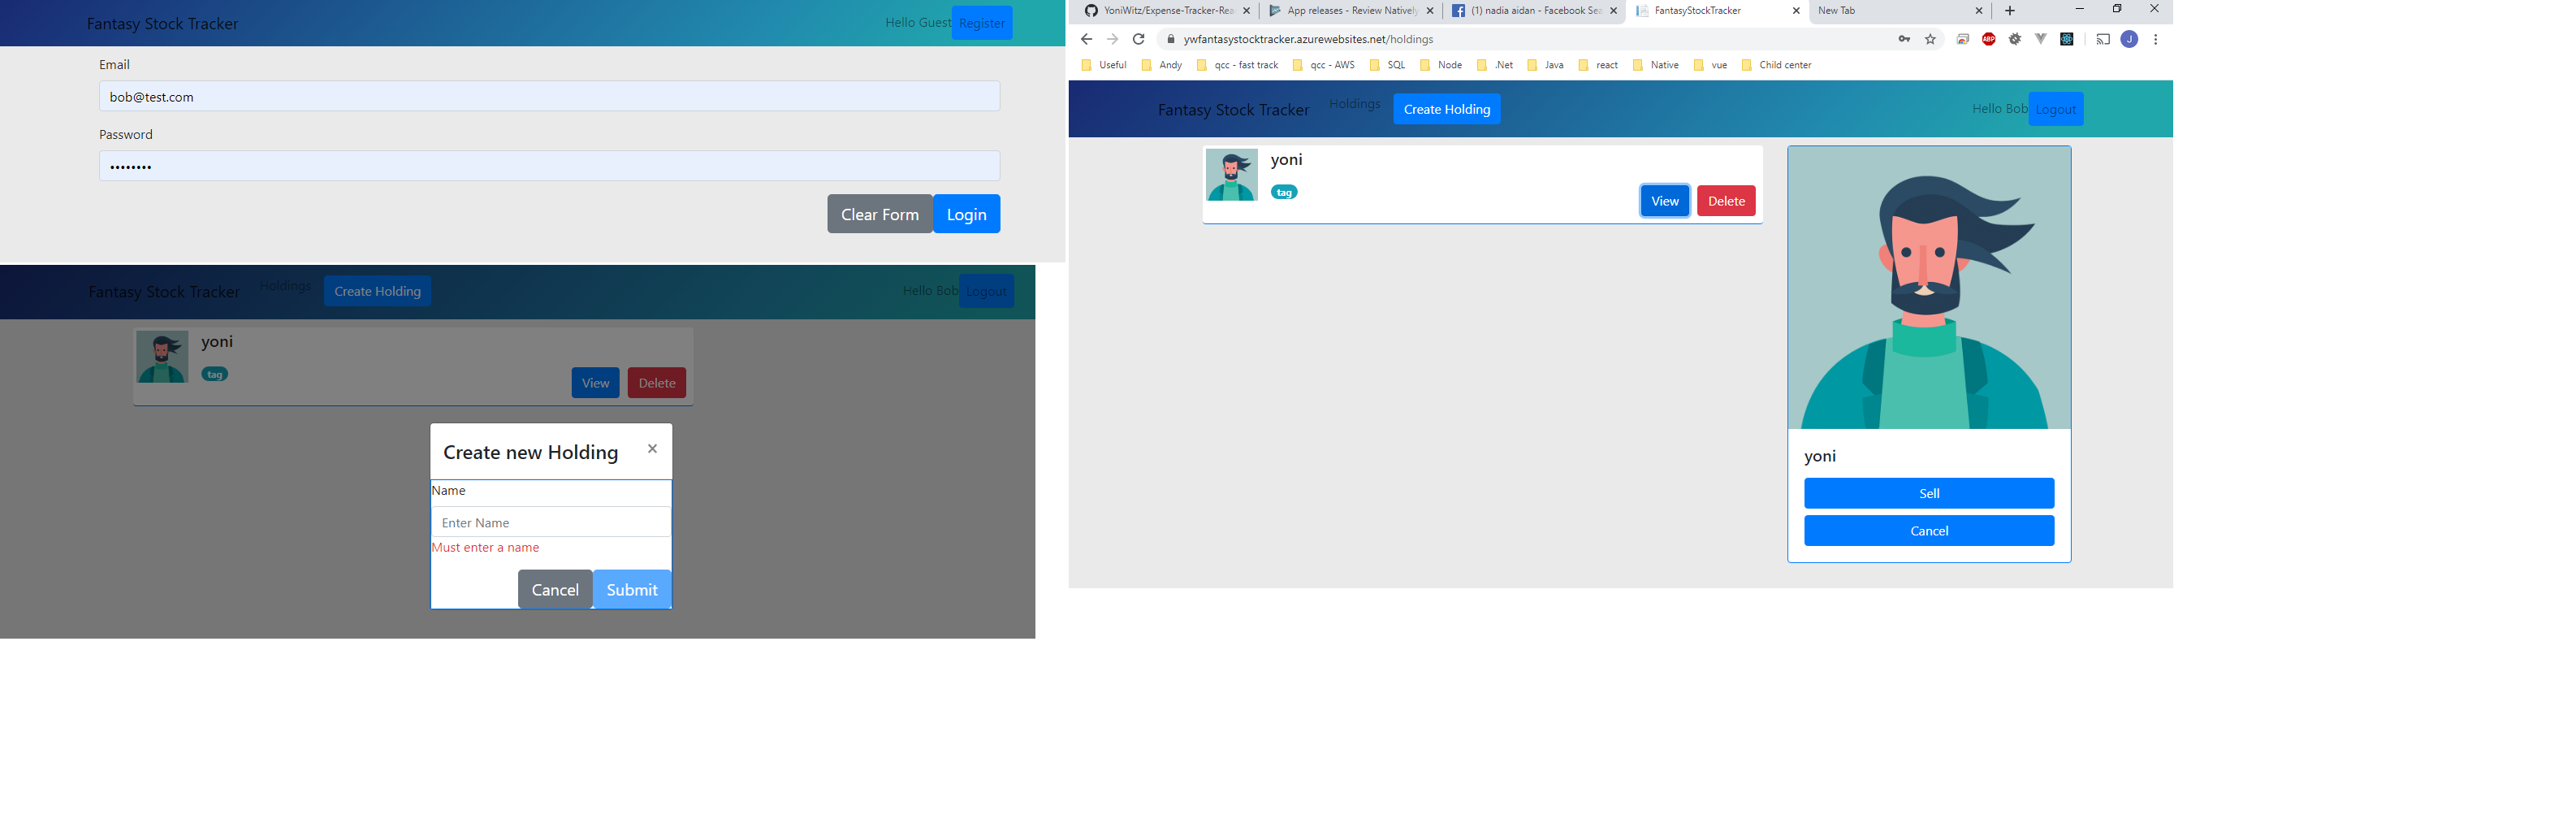 Fantasy Stock Tracker
Hello Guest Register
Email
bob@test.com
Password
••••••••
Clear Form Login
Fantasy Stock Tracker Holdings Create Holding Hello Bob Logout
yoni
tag
View Delete
Create new Holding ×
Name
Enter Name
Must enter a name
Cancel Submit
YoniWitz/Expense-Tracker-Rea App releases - Review Natively (1) nadia aidan - Facebook Sea FantasyStockTracker New Tab
ywfantasystocktracker.azurewebsites.net/holdings ABP J
Useful Andy qcc - fast track qcc - AWS SQL Node .Net Java react Native vue Child center
Fantasy Stock Tracker Holdings Create Holding Hello Bob Logout
yoni
tag
View Delete
yoni
Sell
Cancel